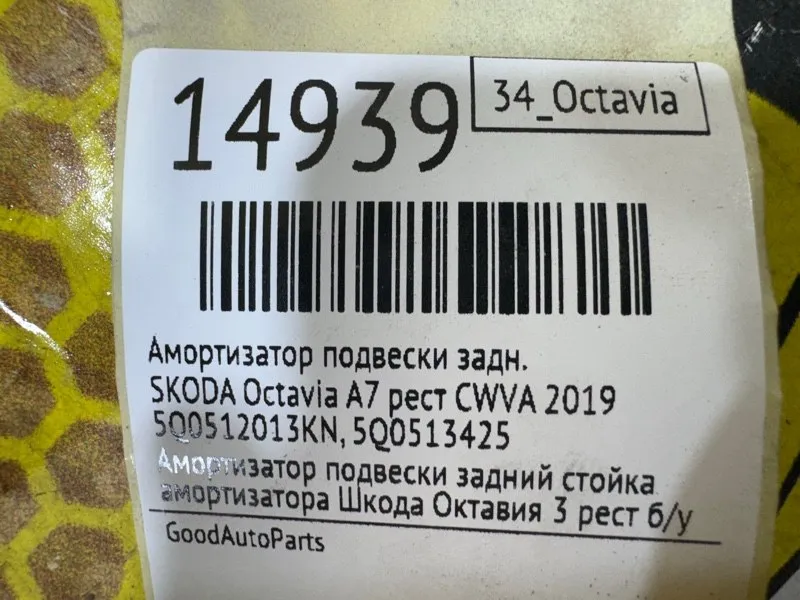 14939
34_Octavia
Амортизатор подвески задн.
SKODA Octavia A7 рест CWVA 2019
5Q0512013KN, 5Q0513425
Амортизатор подвески задний стойка
амортизатора Шкода Октавия 3 рест б/у
GoodAutoParts